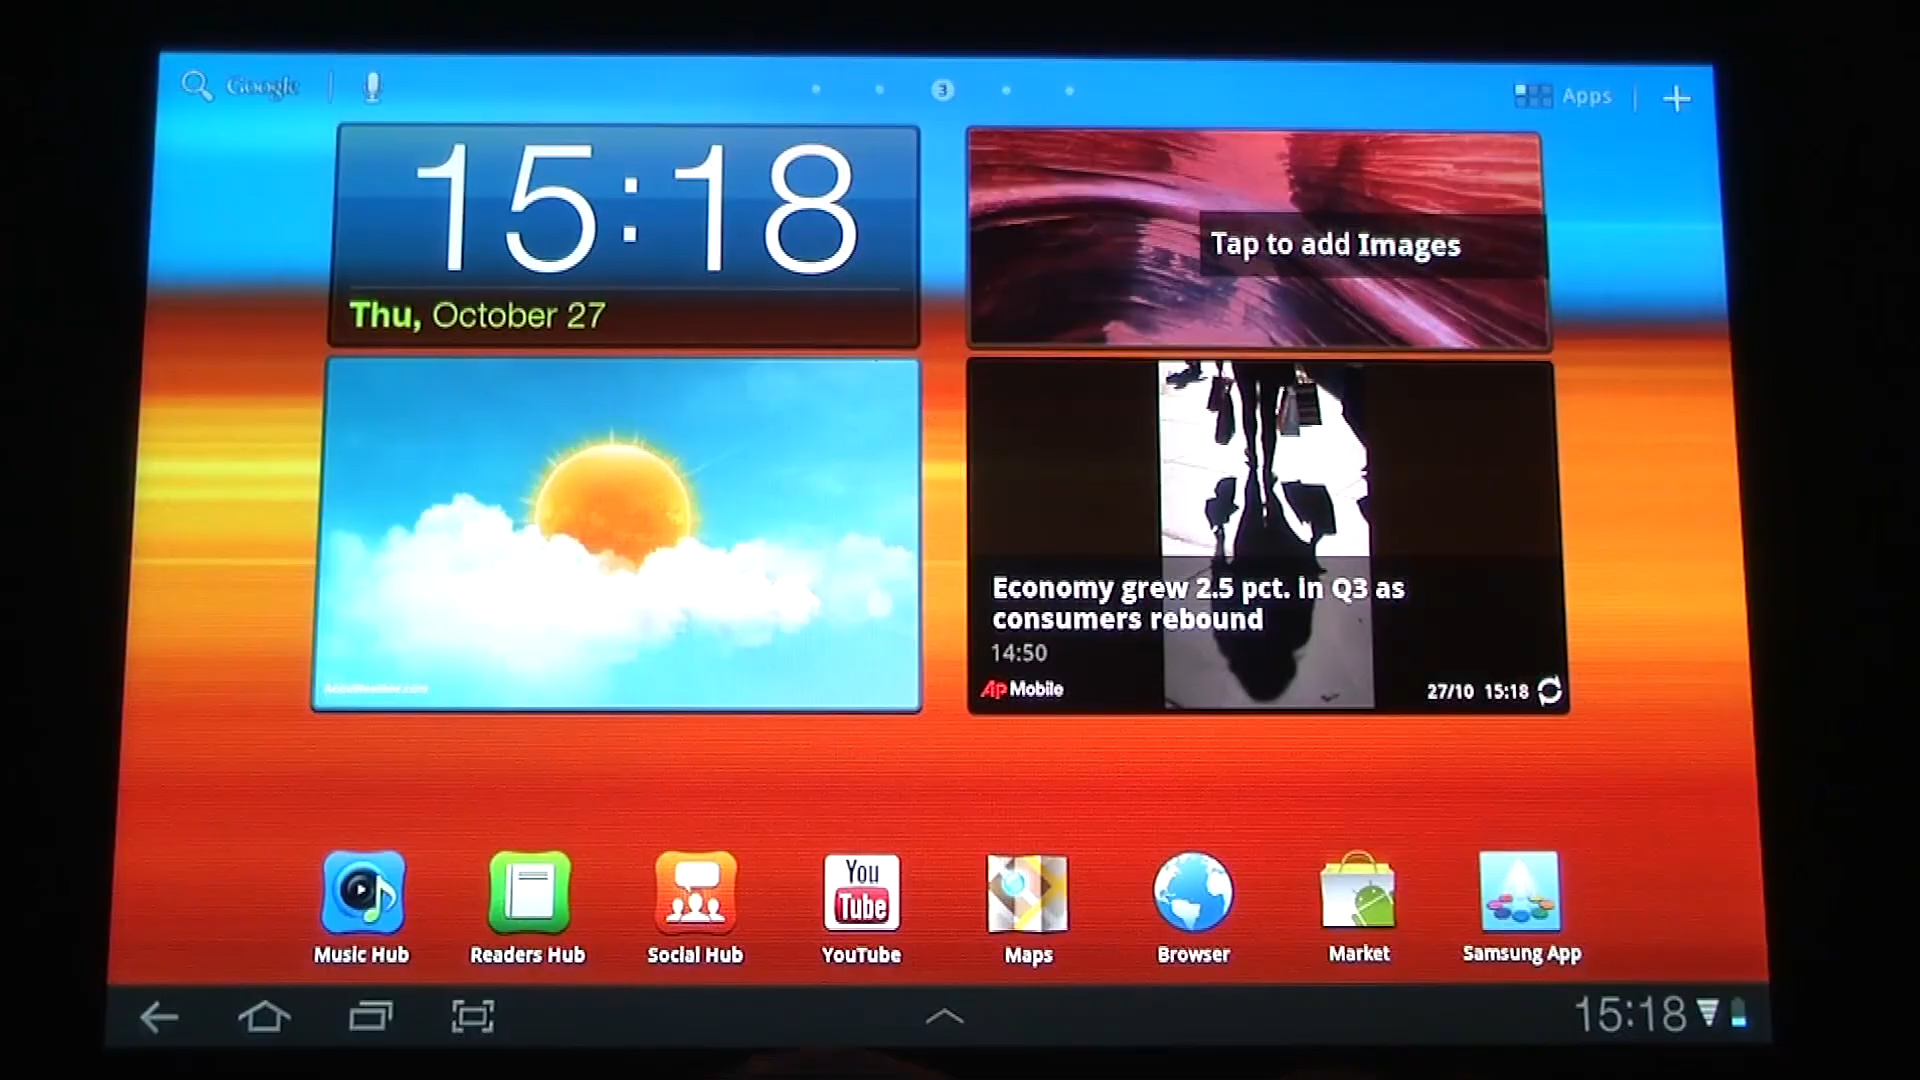 Google
3
Apps
15:18
Thu, October 27
Tap to add Images
AccuWeather.com
Economy grew 2.5 pct. in Q3 as
consumers rebound
14:50
AP Mobile
27/10 15:18
Music Hub
Readers Hub
Social Hub
You
Tube
YouTube
Maps
Browser
Market
Samsung App
15:18